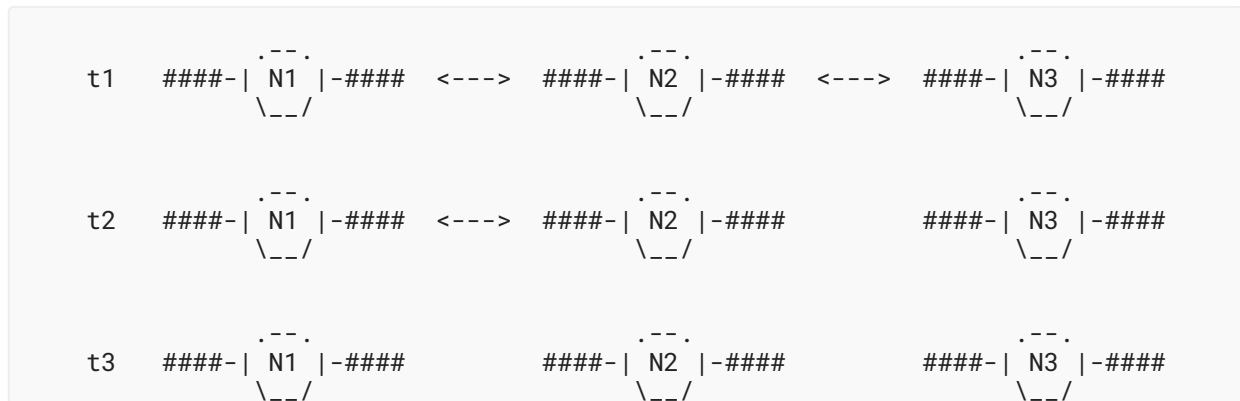 .--. .--. .--.
t1 ####-| N1 |-#### <---> ####-| N2 |-#### <---> ####-| N3 |-####
\__/ \__/ \__/
.--. .--. .--.
t2 ####-| N1 |-#### <---> ####-| N2 |-#### ####-| N3 |-####
\__/ \__/ \__/
.--. .--. .--.
t3 ####-| N1 |-#### ####-| N2 |-#### ####-| N3 |-####
\__/ \__/ \__/